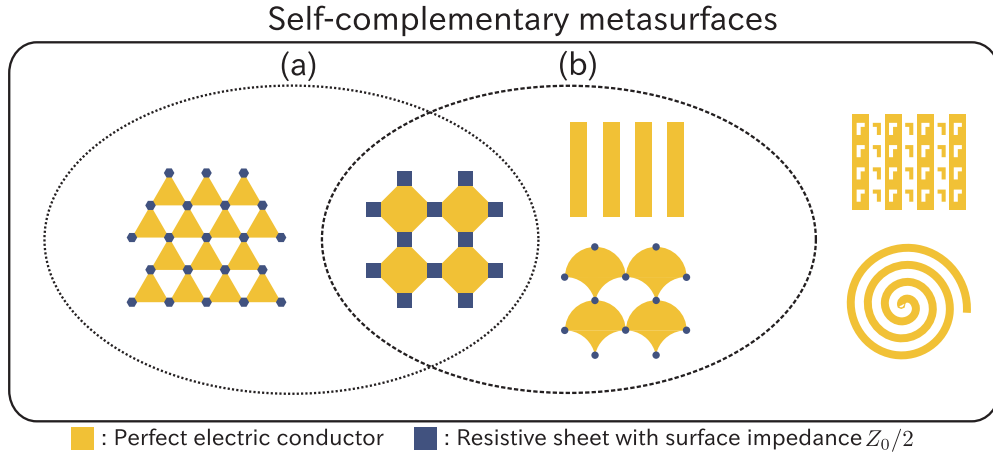 Self-complementary metasurfaces
(a) (b)
: Perfect electric conductor : Resistive sheet with surface impedance Z₀/2